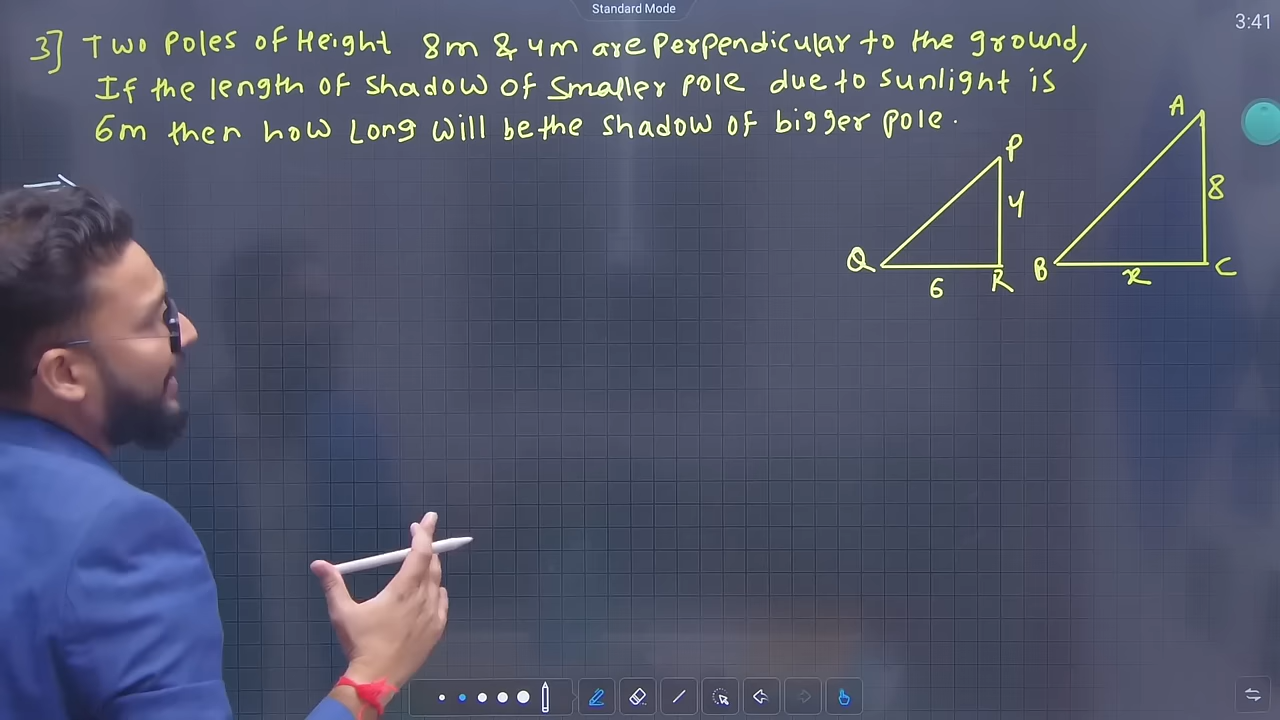 Standard Mode
3:41
3] Two Poles of Height 8m & 4m are Perpendicular to the ground,
If the length of shadow of smaller pole due to sunlight is
6m then how Long will be the shadow of bigger pole.
A
P
8
4
Q
B
C
6
R
x